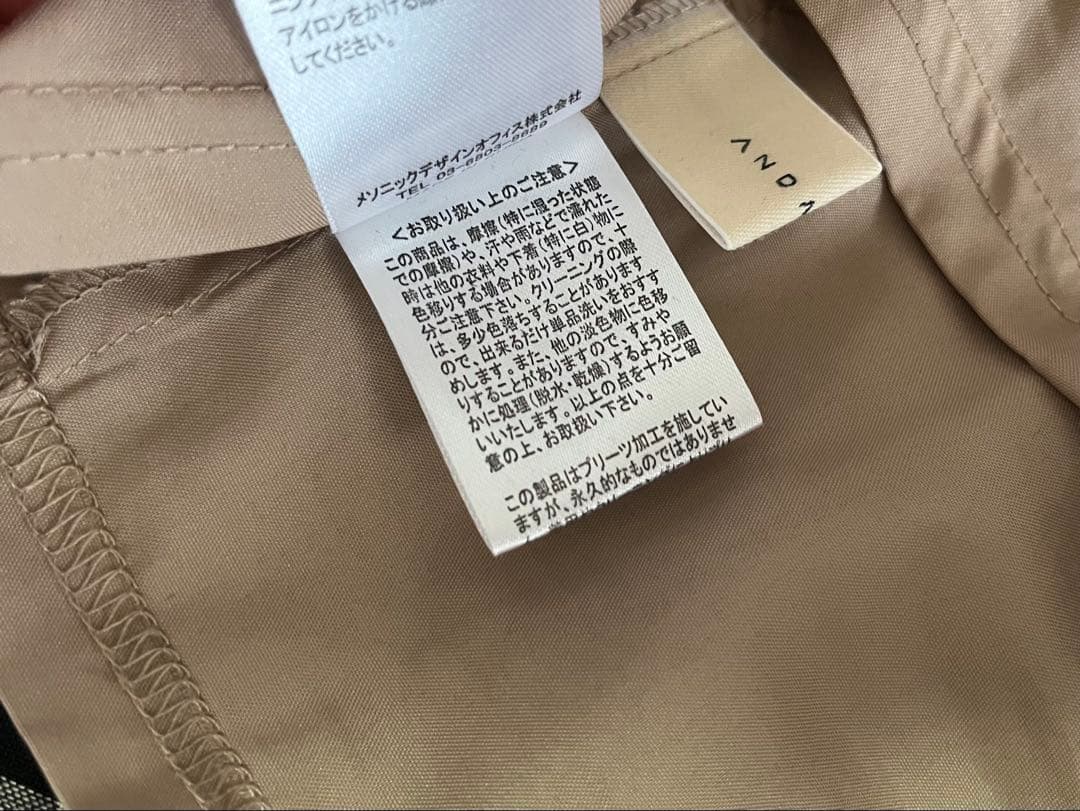 ニング
アイロンをかける際
してください。
メソニックデザインオフィス株式会社
TEL 03-6803-8889
<お取り扱い上のご注意>
この商品は、摩擦(特に湿った状態
での摩擦)や、汗や雨などで濡れた
時は他の衣料や下着(特に白)物に
色移りする場合がありますので、十
分ご注意下さい。クリーニングの際
は、多少色落ちすることがあります
ので、出来るだけ単品洗いをおすす
めします。また、他の淡色物に色移
りすることがありますので、すみや
かに処理(脱水・乾燥)するようお願
いいたします。以上の点を十分ご留
意の上、お取扱い下さい。
この製品はプリーツ加工を施してい
ますが、永久的なものではありませ
AND